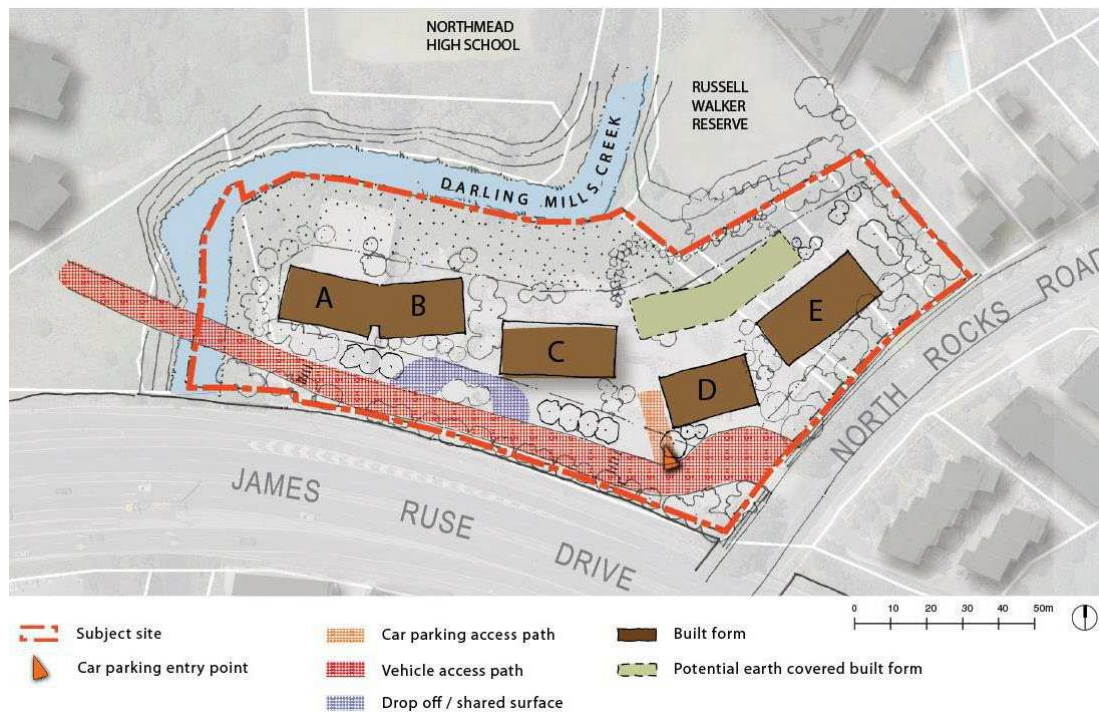 NORTHMEAD
HIGH SCHOOL
RUSSELL
WALKER
RESERVE
DARLING MILLS CREEK
A
B
C
D
E
NORTH ROCKS ROAD
JAMES RUSE DRIVE
0 10 20 30 40 50m
Subject site
Car parking entry point
Car parking access path
Vehicle access path
Drop off / shared surface
Built form
Potential earth covered built form